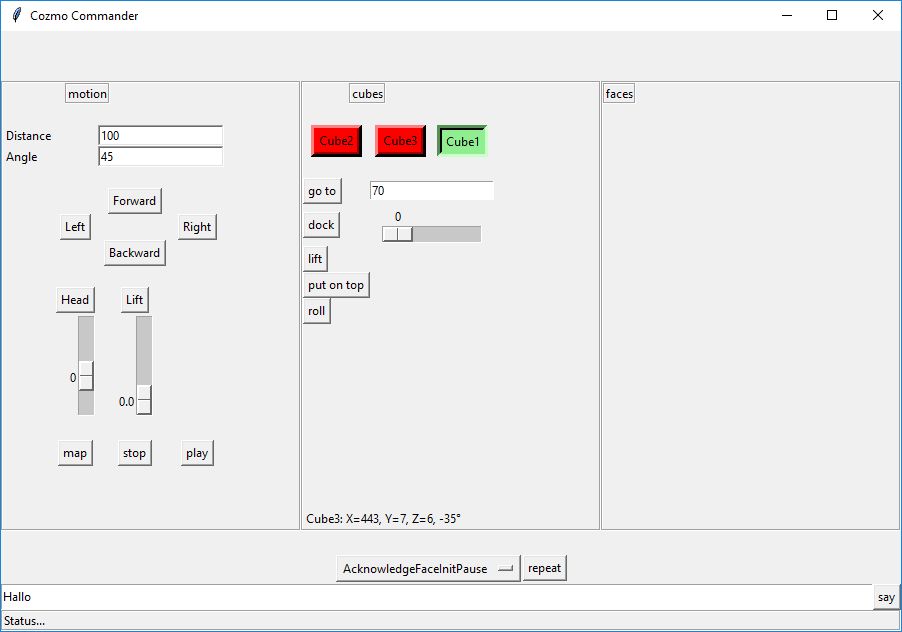 Cozmo Commander
motion
Distance 100
Angle 45
Forward
Left Right
Backward
Head Lift
0
0.0
map stop play
cubes
Cube2 Cube3 Cube1
go to 70
0
dock
lift
put on top
roll
Cube3: X=443, Y=7, Z=6, -35°
faces
AcknowledgeFaceInitPause repeat
Hallo say
Status...